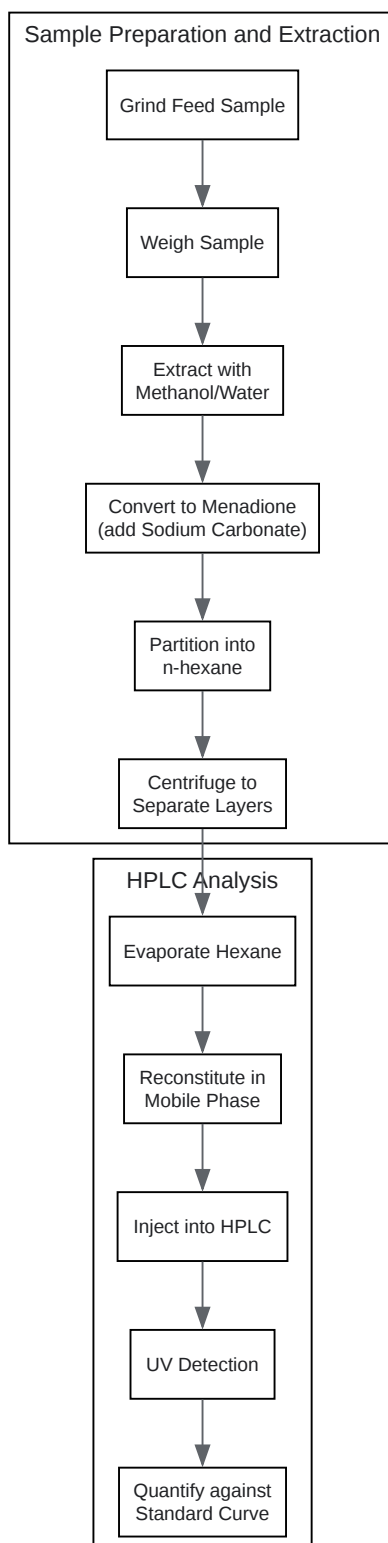 Sample Preparation and Extraction
Grind Feed Sample
Weigh Sample
Extract with
Methanol/Water
Convert to Menadione
(add Sodium Carbonate)
Partition into
n-hexane
Centrifuge to
Separate Layers
HPLC Analysis
Evaporate Hexane
Reconstitute in
Mobile Phase
Inject into HPLC
UV Detection
Quantify against
Standard Curve